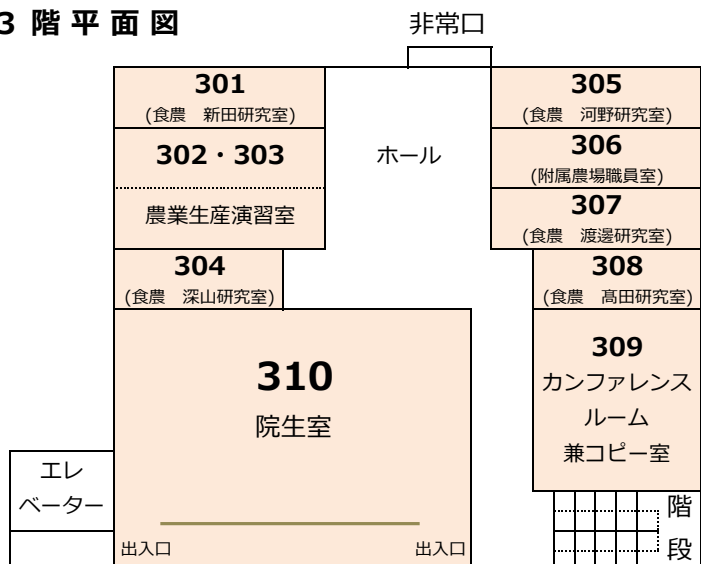 3 階 平 面 図
非常口
301
(食農　新田研究室)
302・303
農業生産演習室
304
(食農　深山研究室)
ホール
305
(食農　河野研究室)
306
(附属農場職員室)
307
(食農　渡邊研究室)
308
(食農　髙田研究室)
309
カンファレンス
ルーム
兼コピー室
310
院生室
エレ
ベーター
出入口
出入口
階
段